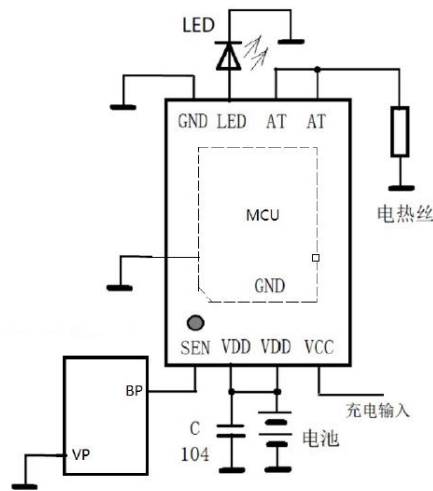 LED
GND LED AT AT
电热丝
MCU
GND
SEN VDD VDD VCC
BP
充电输入
C
104
电池
VP